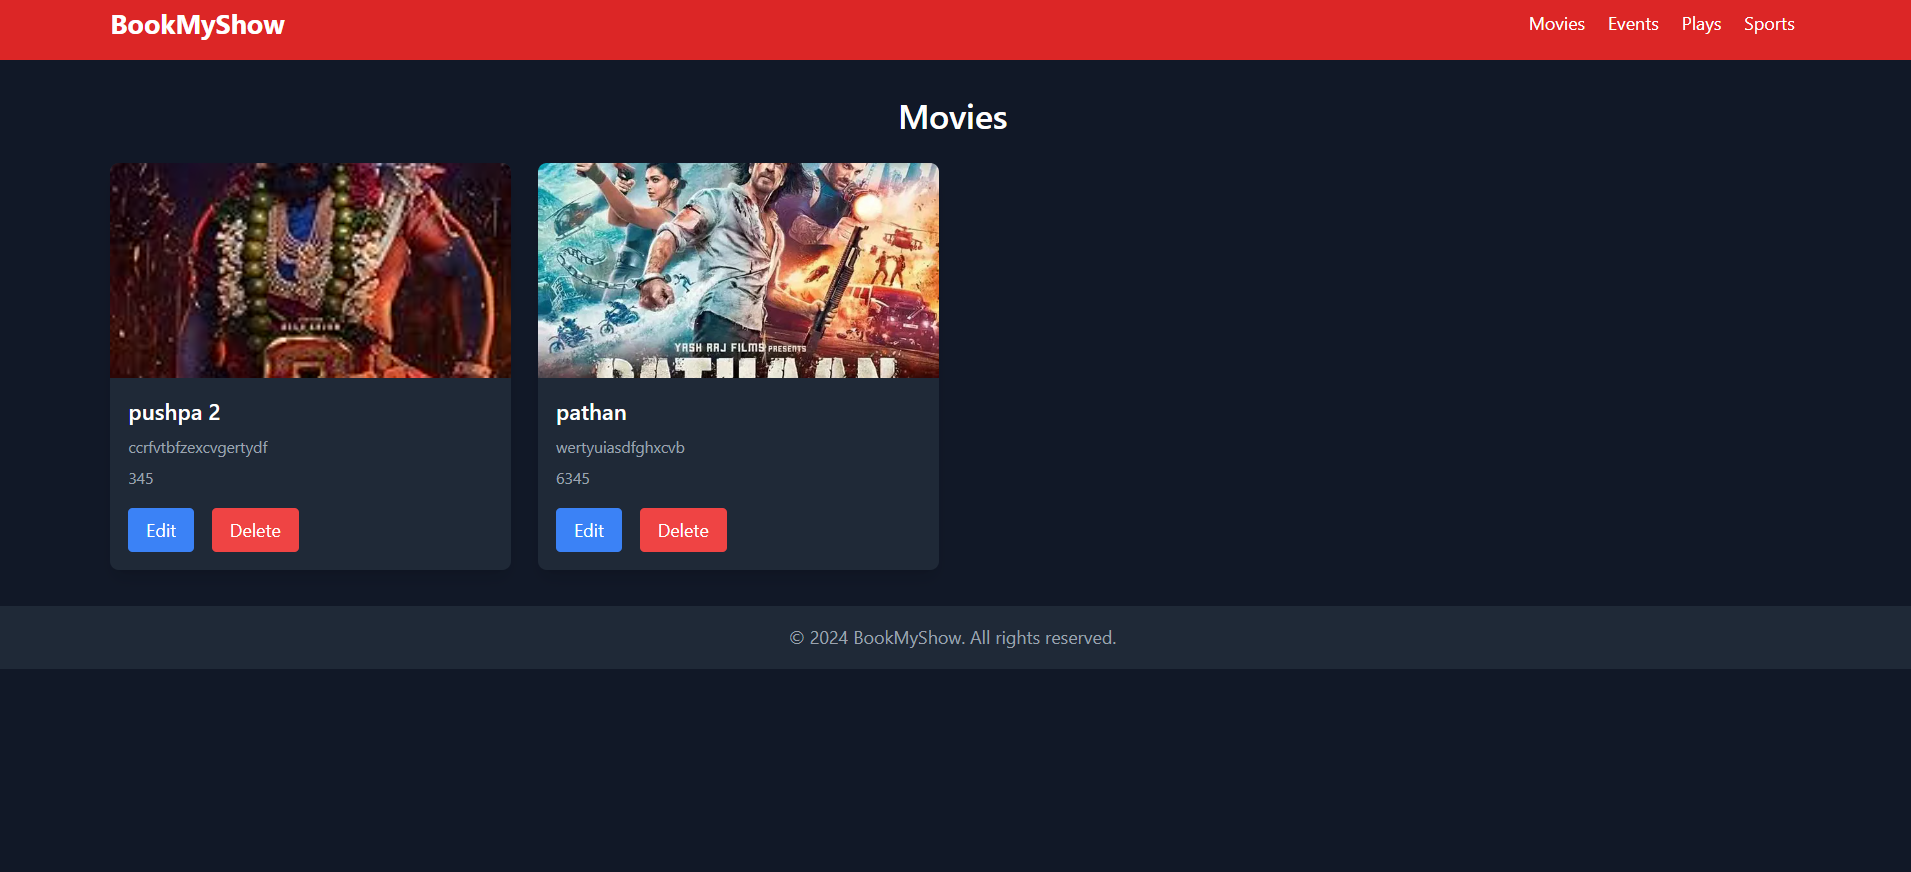 BookMyShow
Movies Events Plays Sports
Movies
YASH RAJ FILMS PRESENTS
PATHAAN
pushpa 2
ccrfvtbfzexcvgertydf
345
Edit Delete
pathan
wertyuiasdfghxcvb
6345
Edit Delete
© 2024 BookMyShow. All rights reserved.